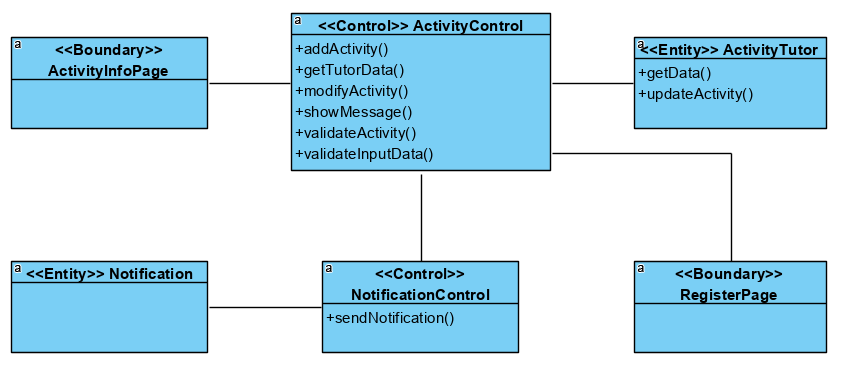 a
<<Boundary>>
ActivityInfoPage
a
<<Control>> ActivityControl
+addActivity()
+getTutorData()
+modifyActivity()
+showMessage()
+validateActivity()
+validateInputData()
a
<<Entity>> ActivityTutor
+getData()
+updateActivity()
a
<<Entity>> Notification
a
<<Control>>
NotificationControl
+sendNotification()
a
<<Boundary>>
RegisterPage